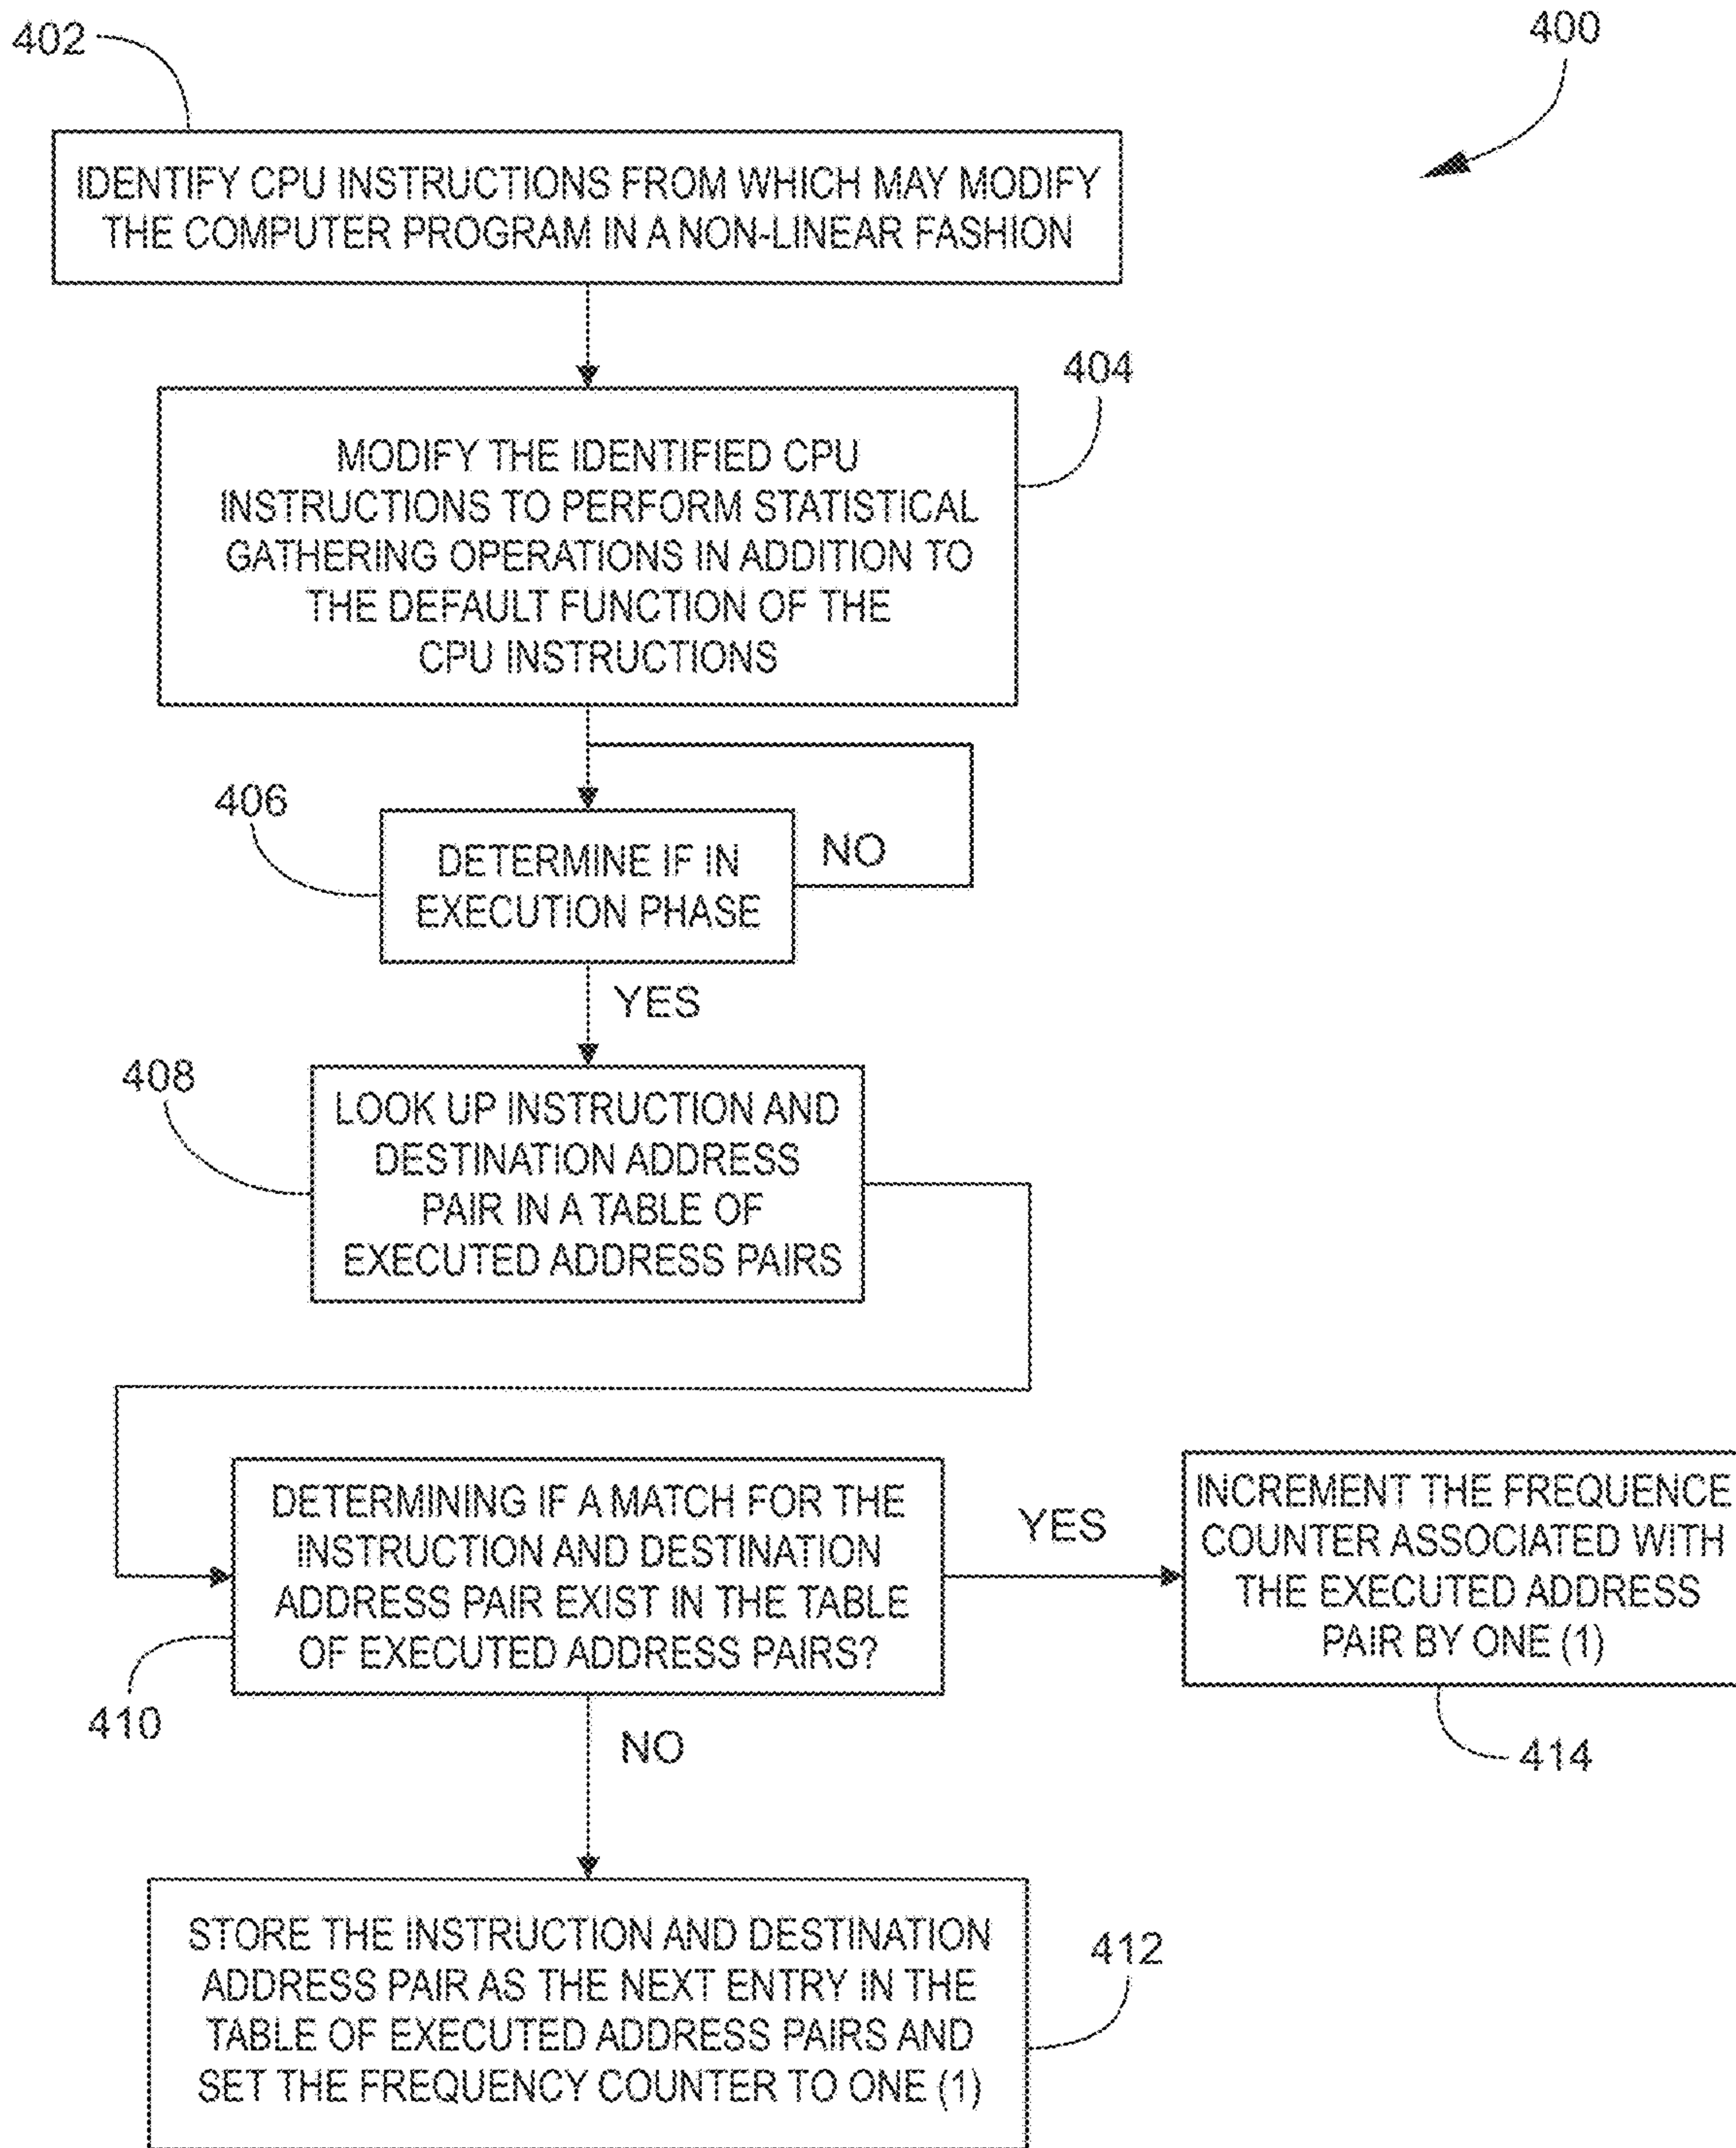 402
400
IDENTIFY CPU INSTRUCTIONS FROM WHICH MAY MODIFY
THE COMPUTER PROGRAM IN A NON-LINEAR FASHION
404
MODIFY THE IDENTIFIED CPU
INSTRUCTIONS TO PERFORM STATISTICAL
GATHERING OPERATIONS IN ADDITION TO
THE DEFAULT FUNCTION OF THE
CPU INSTRUCTIONS
406
DETERMINE IF IN
EXECUTION PHASE
NO
YES
408
LOOK UP INSTRUCTION AND
DESTINATION ADDRESS
PAIR IN A TABLE OF
EXECUTED ADDRESS PAIRS
DETERMINING IF A MATCH FOR THE
INSTRUCTION AND DESTINATION
ADDRESS PAIR EXIST IN THE TABLE
OF EXECUTED ADDRESS PAIRS?
410
YES
INCREMENT THE FREQUENCE
COUNTER ASSOCIATED WITH
THE EXECUTED ADDRESS
PAIR BY ONE (1)
414
NO
STORE THE INSTRUCTION AND DESTINATION
ADDRESS PAIR AS THE NEXT ENTRY IN THE
TABLE OF EXECUTED ADDRESS PAIRS AND
SET THE FREQUENCY COUNTER TO ONE (1)
412